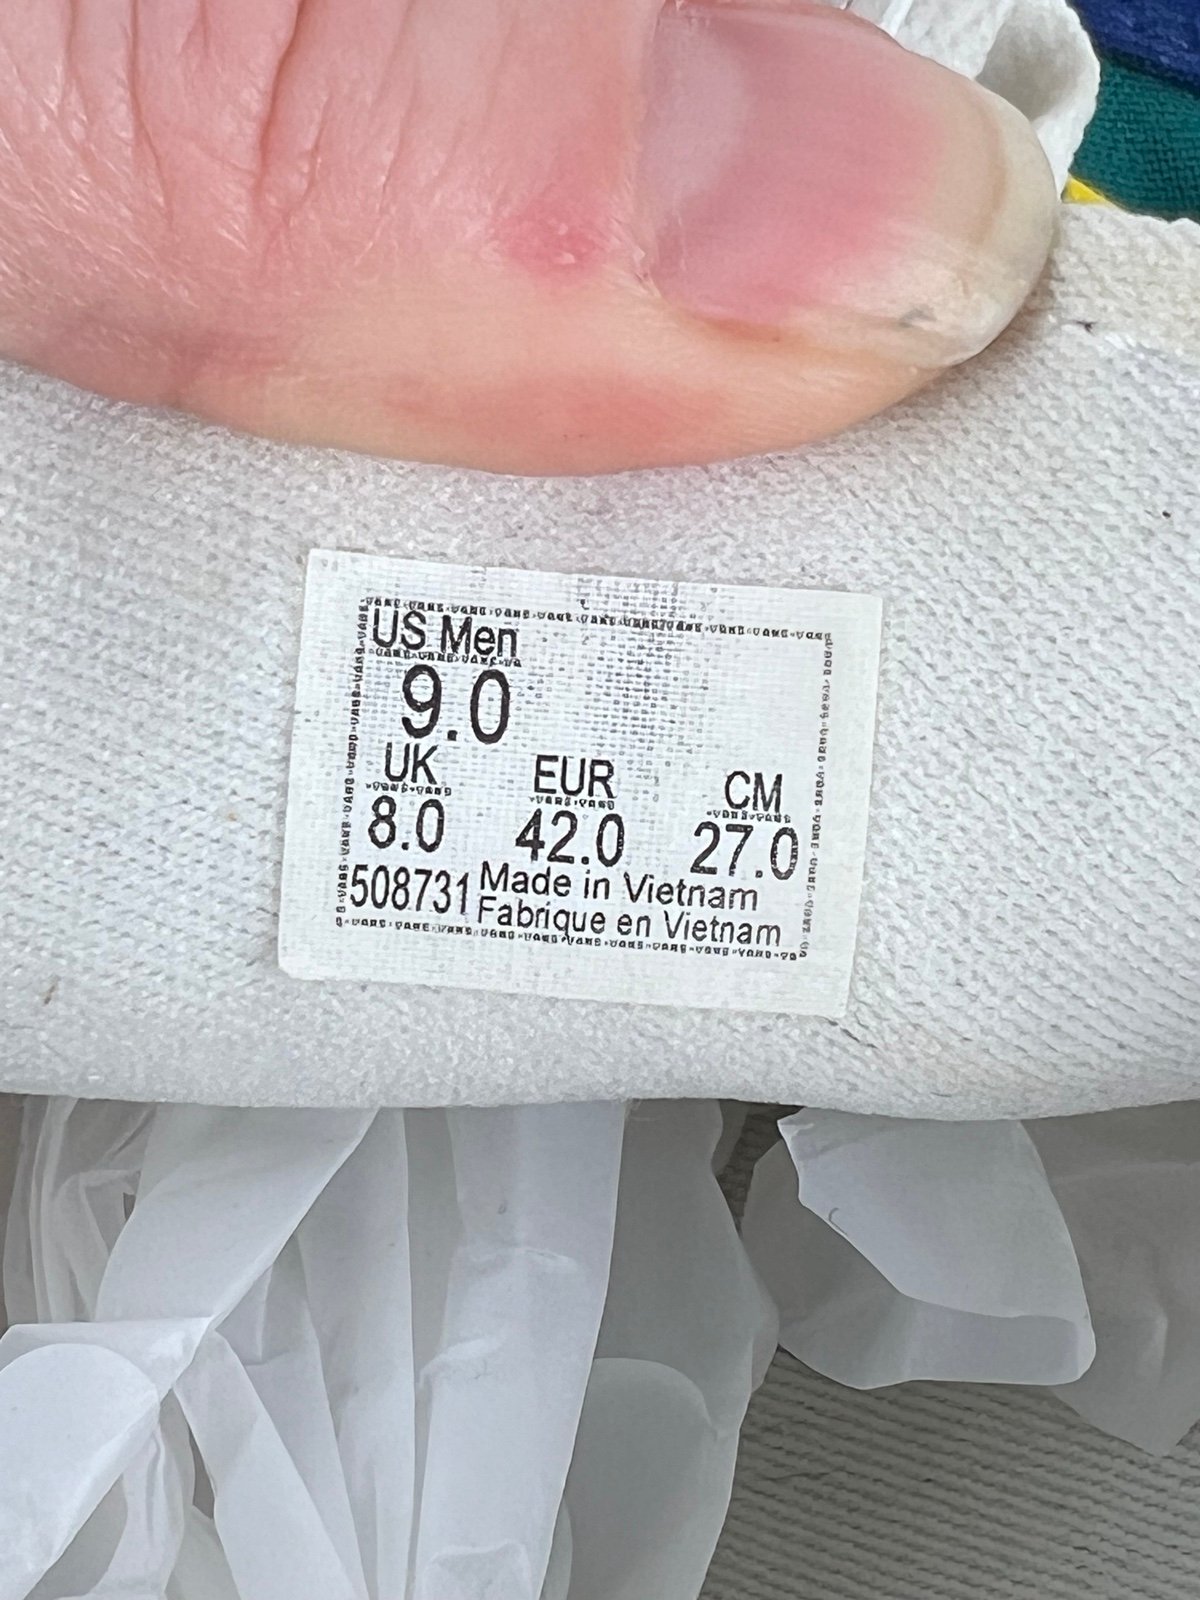 US Men
9.0
UK EUR CM
8.0 42.0 27.0
508731 Made in Vietnam
Fabrique en Vietnam